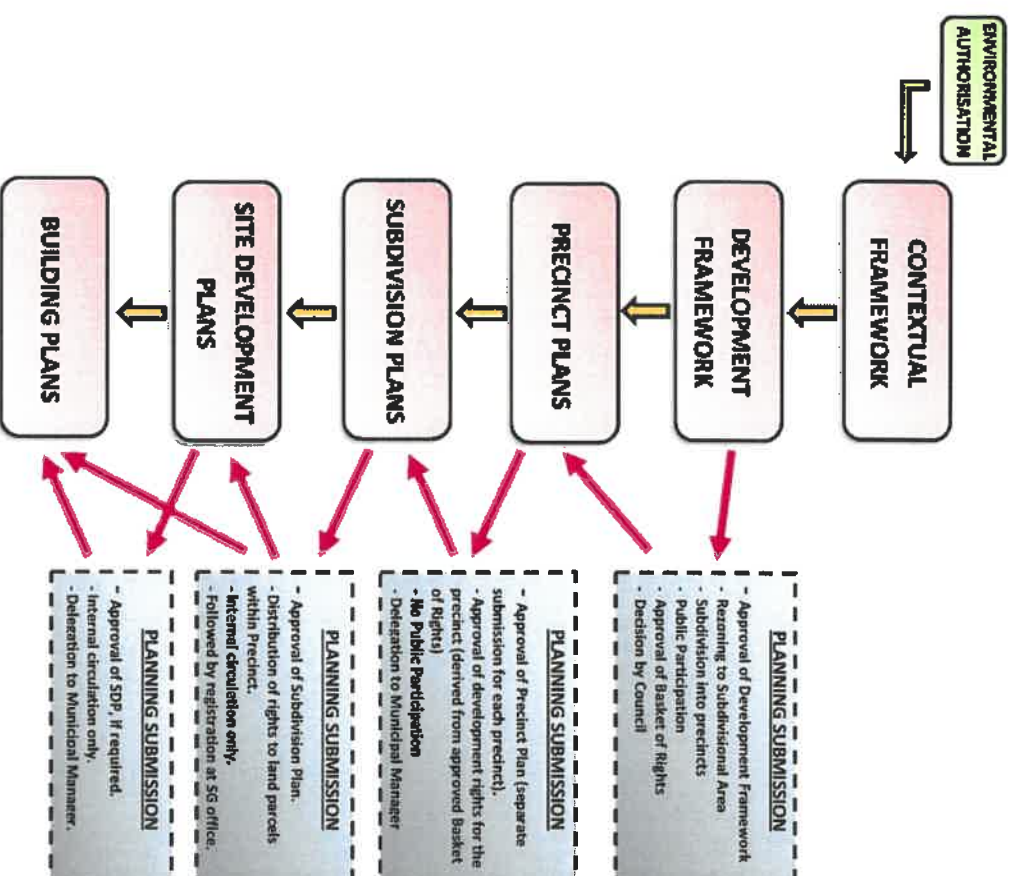 ENVIRONMENTAL
AUTHORISATION
CONTEXTUAL
FRAMEWORK
DEVELOPMENT
FRAMEWORK
PLANNING SUBMISSION
- Approval of Development Framework
- Rezoning to Subdivisional Area
- Subdivision into precincts
- Public Participation
- Approval of Basket of Rights
- Decision by Council
PRECINCT PLANS
PLANNING SUBMISSION
- Approval of Precinct Plan (separate
submission for each precinct).
- Approval of development rights for the
precinct (derived from approved Basket
of Rights)
- No Public Participation
- Delegation to Municipal Manager
SUBDIVISION PLANS
PLANNING SUBMISSION
- Approval of Subdivision Plan.
- Distribution of rights to land parcels
within Precinct.
- Internal circulation only.
- Followed by registration at SG office.
SITE DEVELOPMENT
PLANS
PLANNING SUBMISSION
- Approval of SDP, if required.
- Internal circulation only.
- Delegation to Municipal Manager.
BUILDING PLANS